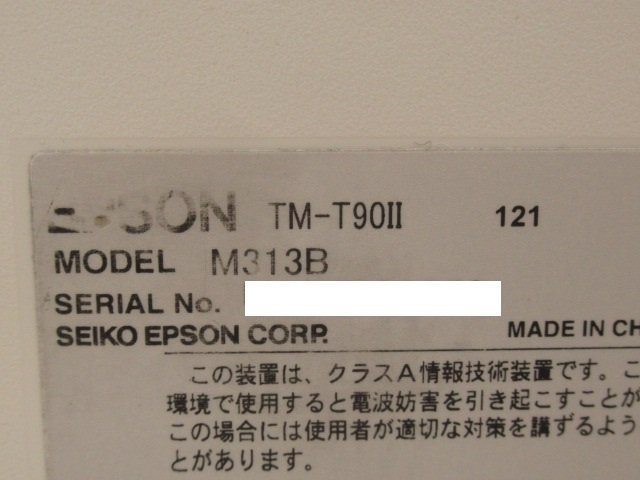 EPSON TM-T90II 121
MODEL M313B
SERIAL No.
SEIKO EPSON CORP. MADE IN CH
この装置は、クラスA情報技術装置です。こ
環境で使用すると電波妨害を引き起こすことが
この場合には使用者が適切な対策を講ずるよう
とがあります。